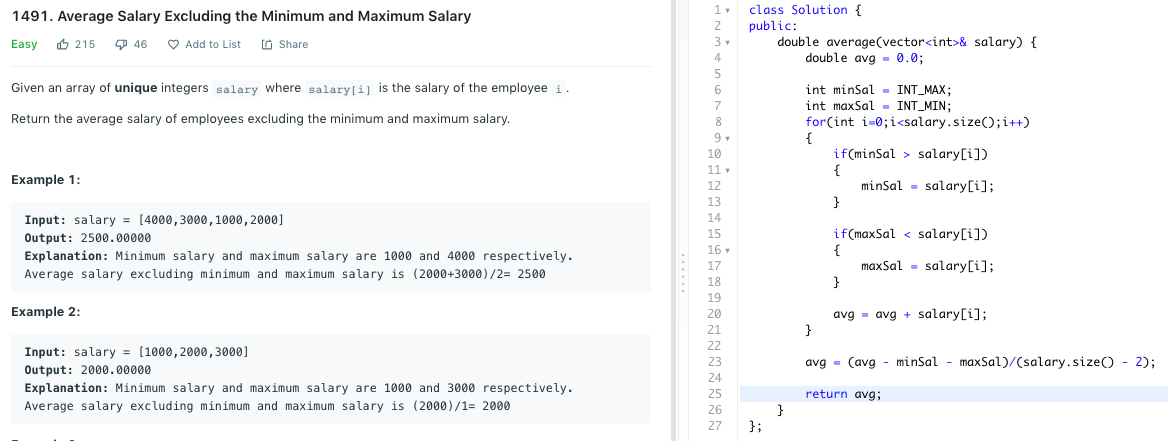 1491. Average Salary Excluding the Minimum and Maximum Salary
Easy 215 46 Add to List Share
Given an array of unique integers salary where salary[i] is the salary of the employee i .
Return the average salary of employees excluding the minimum and maximum salary.
Example 1:
Input: salary = [4000,3000,1000,2000]
Output: 2500.00000
Explanation: Minimum salary and maximum salary are 1000 and 4000 respectively.
Average salary excluding minimum and maximum salary is (2000+3000)/2= 2500
Example 2:
Input: salary = [1000,2000,3000]
Output: 2000.00000
Explanation: Minimum salary and maximum salary are 1000 and 3000 respectively.
Average salary excluding minimum and maximum salary is (2000)/1= 2000
1 class Solution {
2 public:
3     double average(vector<int>& salary) {
4         double avg = 0.0;
5
6         int minSal = INT_MAX;
7         int maxSal = INT_MIN;
8         for(int i=0;i<salary.size();i++)
9         {
10             if(minSal > salary[i])
11             {
12                 minSal = salary[i];
13             }
14
15             if(maxSal < salary[i])
16             {
17                 maxSal = salary[i];
18             }
19
20             avg = avg + salary[i];
21         }
22
23         avg = (avg - minSal - maxSal)/(salary.size() - 2);
24
25         return avg;
26     }
27 };